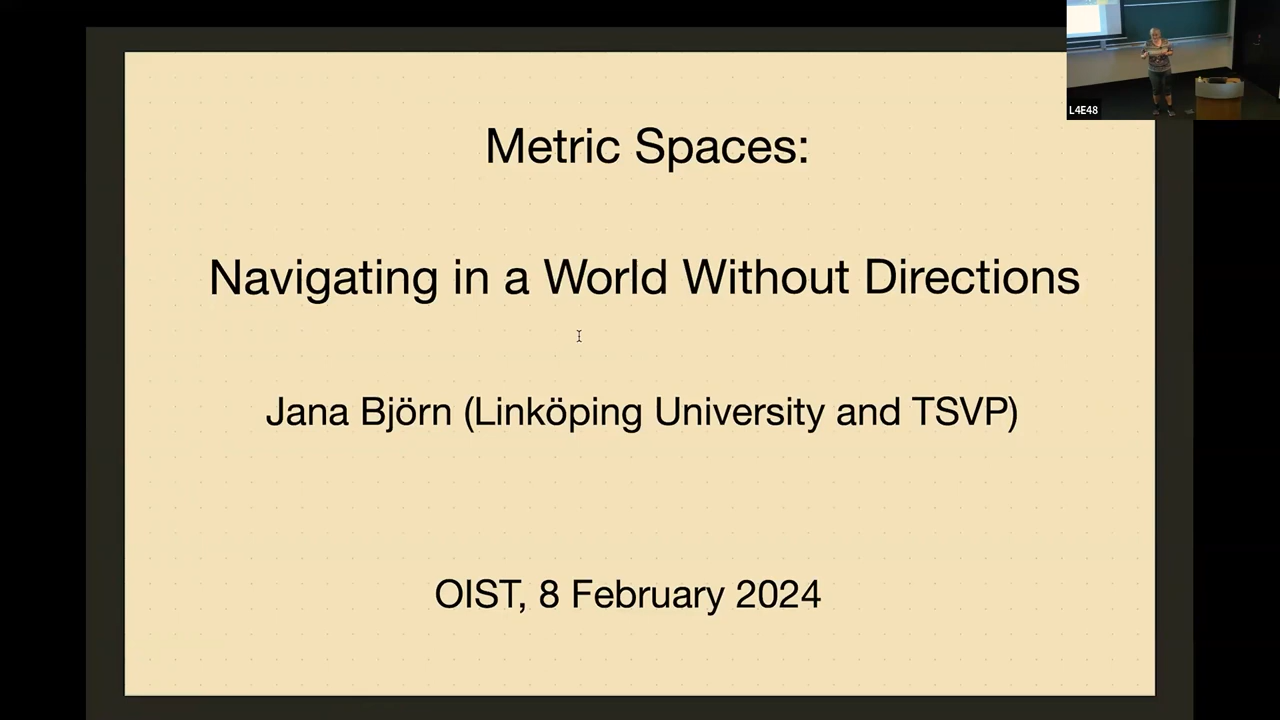 Metric Spaces:
Navigating in a World Without Directions
Jana Björn (Linköping University and TSVP)
OIST, 8 February 2024
L4E48